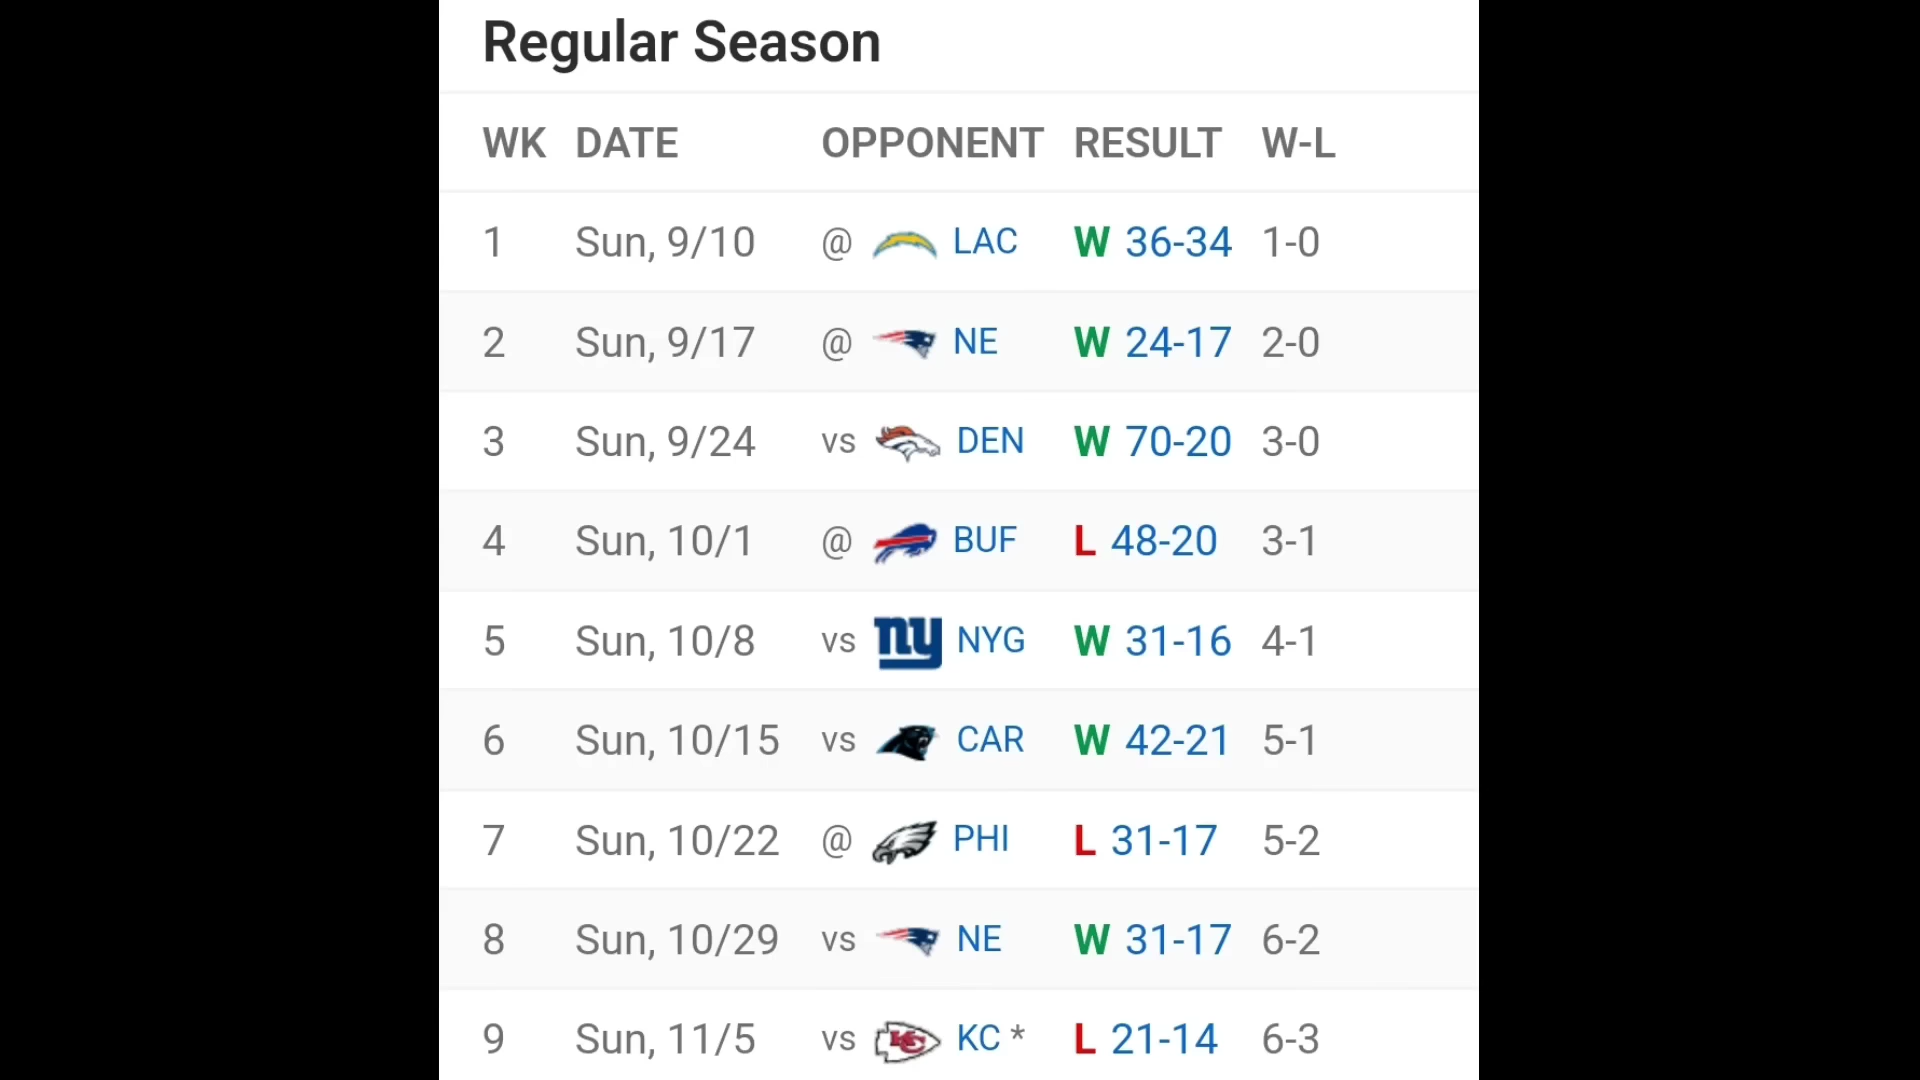 Regular Season
WK DATE OPPONENT RESULT W-L
1 Sun, 9/10 @ LAC W 36-34 1-0
2 Sun, 9/17 @ NE W 24-17 2-0
3 Sun, 9/24 vs DEN W 70-20 3-0
4 Sun, 10/1 @ BUF L 48-20 3-1
5 Sun, 10/8 vs ny NYG W 31-16 4-1
6 Sun, 10/15 vs CAR W 42-21 5-1
7 Sun, 10/22 @ PHI L 31-17 5-2
8 Sun, 10/29 vs NE W 31-17 6-2
9 Sun, 11/5 vs KC KC * L 21-14 6-3